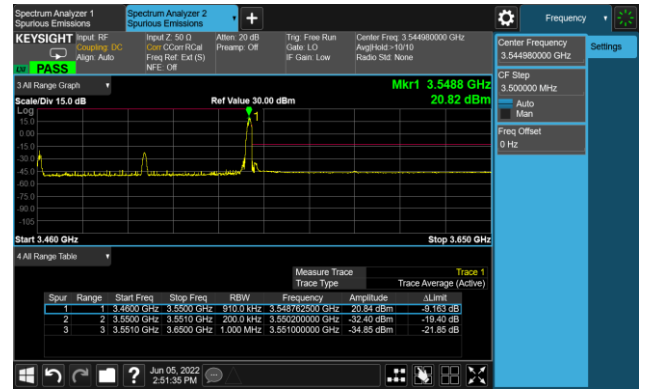 Spectrum Analyzer 1
Spurious Emissions
Spectrum Analyzer 2
Spurious Emissions
Frequency
KEYSIGHT
Input: RF
Coupling: DC
Align: Auto
Input Z: 50 Ω
Corr CCorr RCal
Freq Ref: Ext (S)
NFE: Off
Atten: 20 dB
Preamp: Off
Trig: Free Run
Gate: LO
IF Gain: Low
Center Freq: 3.544980000 GHz
Avg|Hold:>10/10
Radio Std: None
PASS
Center Frequency
3.544980000 GHz
Settings
CF Step
3.500000 MHz
Auto
Man
Freq Offset
0 Hz
3 All Range Graph
Mkr1 3.5488 GHz
Scale/Div 15.0 dB
Ref Value 30.00 dBm
20.82 dBm
Log
1
15.0
0.00
-15.0
-30.0
-45.0
-60.0
-75.0
-90.0
-105
Start 3.460 GHz
Stop 3.650 GHz
4 All Range Table
Measure Trace Trace 1
Trace Type Trace Average (Active)
Spur Range Start Freq Stop Freq RBW Frequency Amplitude ΔLimit
1 1 3.4600 GHz 3.5500 GHz 910.0 kHz 3.548762500 GHz 20.84 dBm -9.163 dB
2 2 3.5500 GHz 3.5510 GHz 200.0 kHz 3.550200000 GHz -32.40 dBm -19.40 dB
3 3 3.5510 GHz 3.6500 GHz 1.000 MHz 3.551000000 GHz -34.85 dBm -21.85 dB
?
Jun 05, 2022
2:51:35 PM